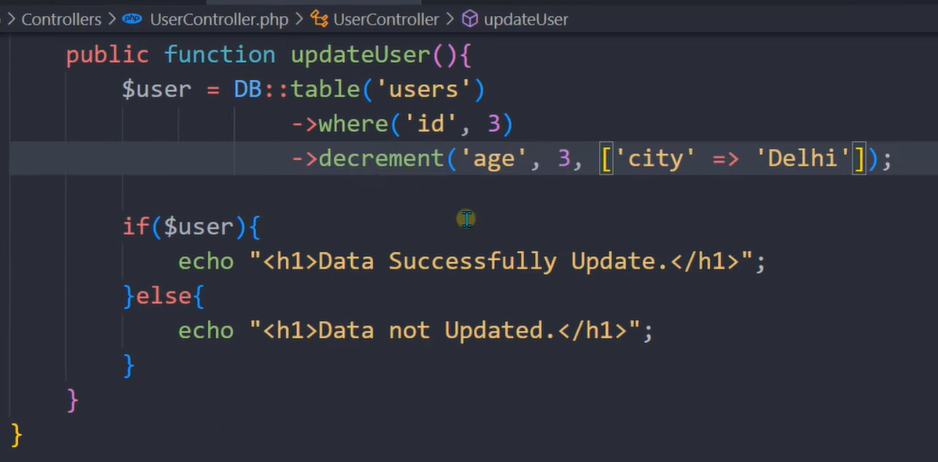 > Controllers > php UserController.php > UserController > updateUser
public function updateUser(){
$user = DB::table('users')
->where('id', 3)
->decrement('age', 3, ['city' => 'Delhi']);
if($user){
echo "<h1>Data Successfully Update.</h1>";
}else{
echo "<h1>Data not Updated.</h1>";
}
}
}